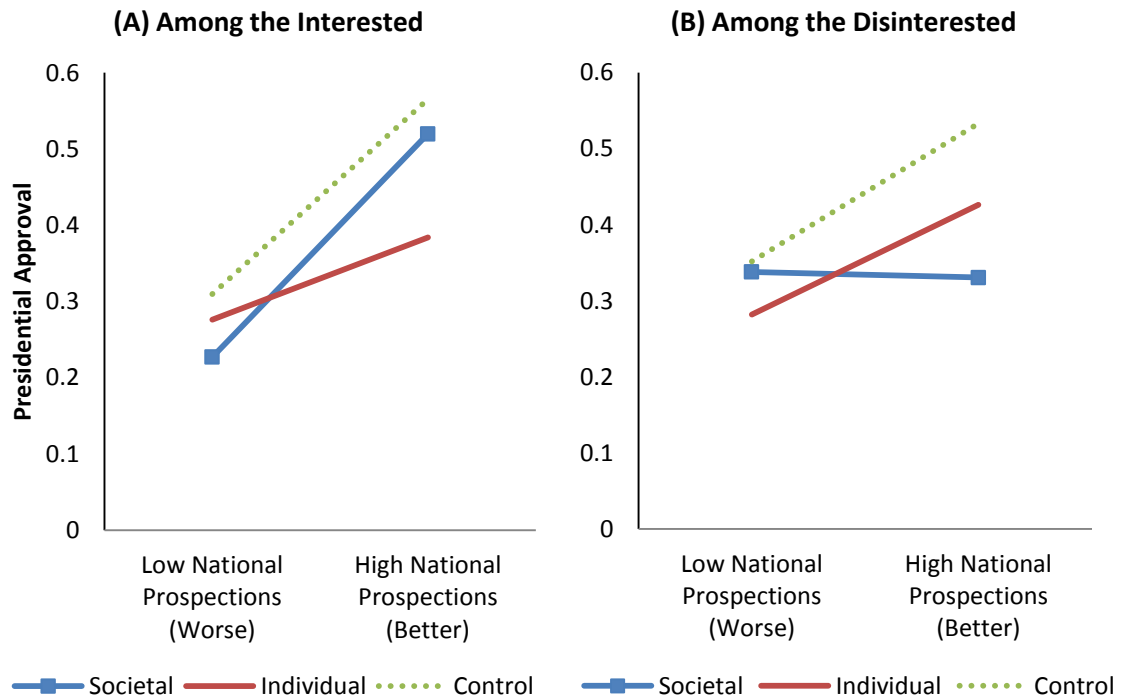 (A) Among the Interested
(B) Among the Disinterested
Presidential Approval
0.6
0.5
0.4
0.3
0.2
0.1
0
Low National
Prospections
(Worse)
High National
Prospections
(Better)
Societal
Individual
Control
0.6
0.5
0.4
0.3
0.2
0.1
0
Low National
Prospections
(Worse)
High National
Prospections
(Better)
Societal
Individual
Control